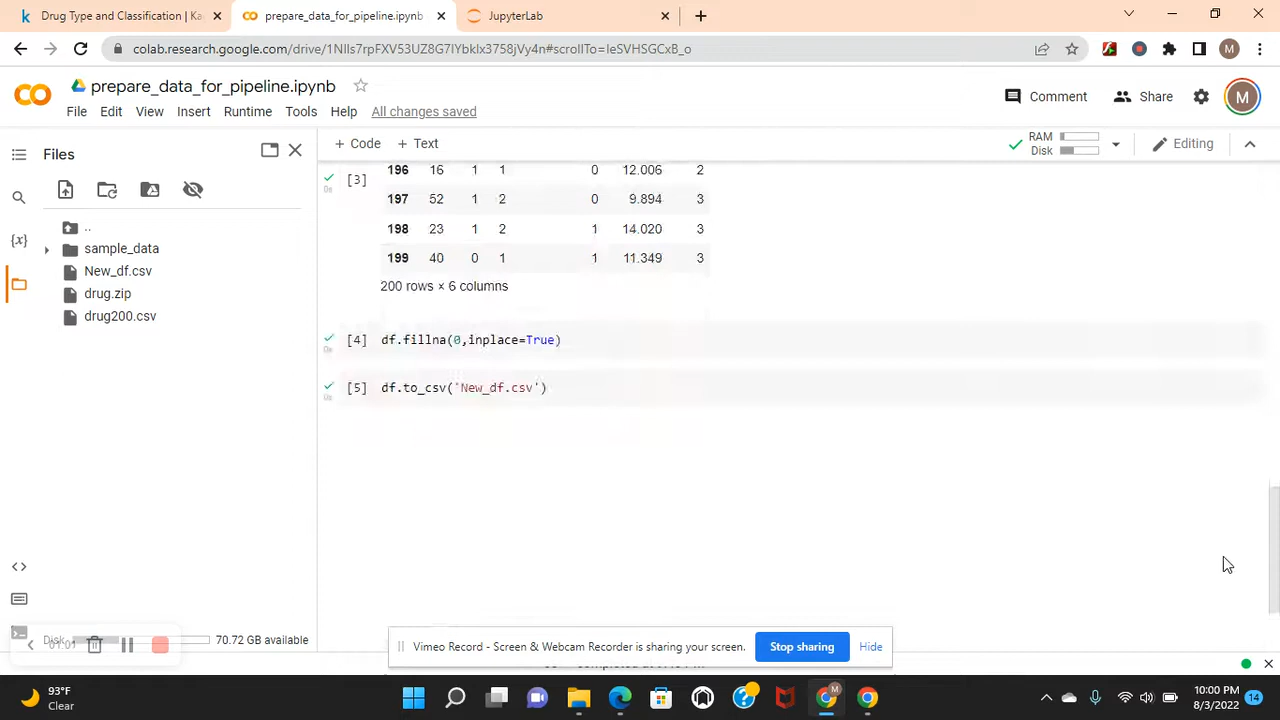 Drug Type and Classification | Ka
prepare_data_for_pipeline.ipynb
JupyterLab
colab.research.google.com/drive/1NIIs7rpFXV53UZ8G7IYbkIx3758jVy4n#scrollTo=IeSVHSGCxB_o
M
prepare_data_for_pipeline.ipynb
Comment
Share
M
File Edit View Insert Runtime Tools Help All changes saved
Files
+ Code + Text
RAM
Disk
Editing
[3]
196 16 1 1 0 12.006 2
197 52 1 2 0 9.894 3
198 23 1 2 1 14.020 3
199 40 0 1 1 11.349 3
200 rows × 6 columns
{x}
..
sample_data
New_df.csv
drug.zip
drug200.csv
[4] df.fillna(0,inplace=True)
0s
[5] df.to_csv('New_df.csv')
0s
Disk
70.72 GB available
01:01
Vimeo Record - Screen & Webcam Recorder is sharing your screen.
Stop sharing
Hide
93°F
Clear
10:00 PM
8/3/2022
14